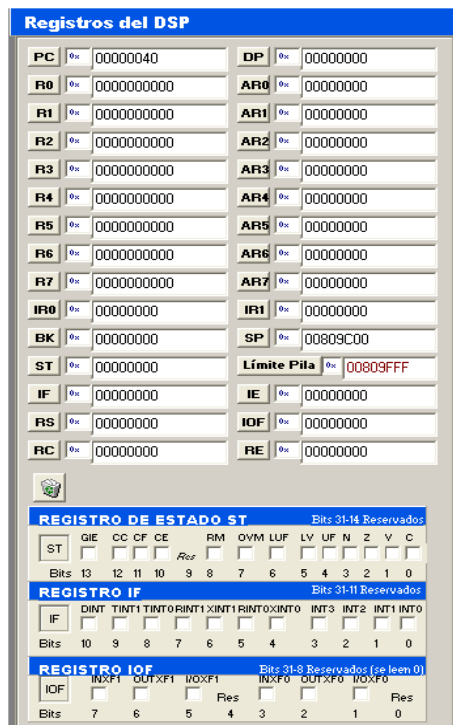 Registros del DSP
PC 0x 00000040 DP 0x 00000000
R0 0x 0000000000 AR0 0x 00000000
R1 0x 0000000000 AR1 0x 00000000
R2 0x 0000000000 AR2 0x 00000000
R3 0x 0000000000 AR3 0x 00000000
R4 0x 0000000000 AR4 0x 00000000
R5 0x 0000000000 AR5 0x 00000000
R6 0x 0000000000 AR6 0x 00000000
R7 0x 0000000000 AR7 0x 00000000
IR0 0x 00000000 IR1 0x 00000000
BK 0x 00000000 SP 0x 00809C00
ST 0x 00000000 Límite Pila 0x 00809FFF
IF 0x 00000000 IE 0x 00000000
RS 0x 00000000 IOF 0x 00000000
RC 0x 00000000 RE 0x 00000000
REGISTRO DE ESTADO ST Bits 31-14 Reservados
GIE CC CF CE RM OVM LUF LV UF N Z V C
ST Res
Bits 13 12 11 10 9 8 7 6 5 4 3 2 1 0
REGISTRO IF Bits 31-11 Reservados
DINT TINT1 TINT0 RINT1 XINT1 RINT0 XINT0 INT3 INT2 INT1 INT0
IF
Bits 10 9 8 7 6 5 4 3 2 1 0
REGISTRO IOF Bits 31-8 Reservados (se leen 0)
INXF1 OUTXF1 I/OXF1 INXF0 OUTXF0 I/OXF0
IOF Res Res
Bits 7 6 5 4 3 2 1 0